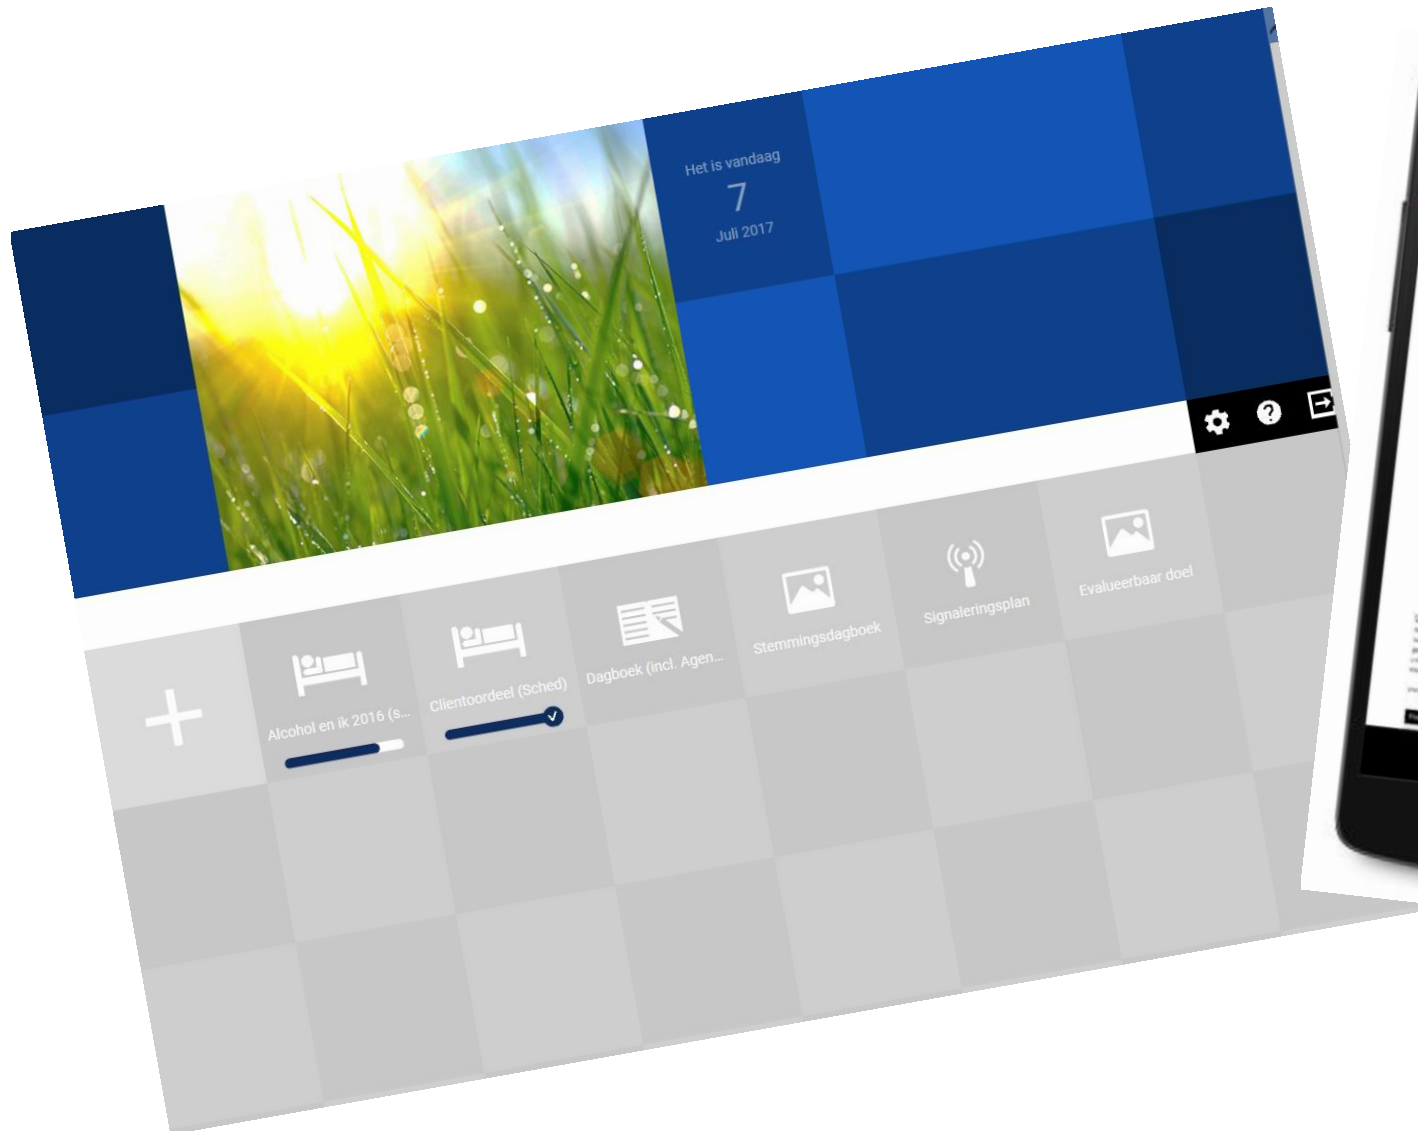 Het is vandaag
7
Juli 2017
Alcohol en ik 2016 (s...
Clientoordeel (Sched)
Dagboek (incl. Agen...
Stemmingsdagboek
Signaleringsplan
Evalueerbaar doel